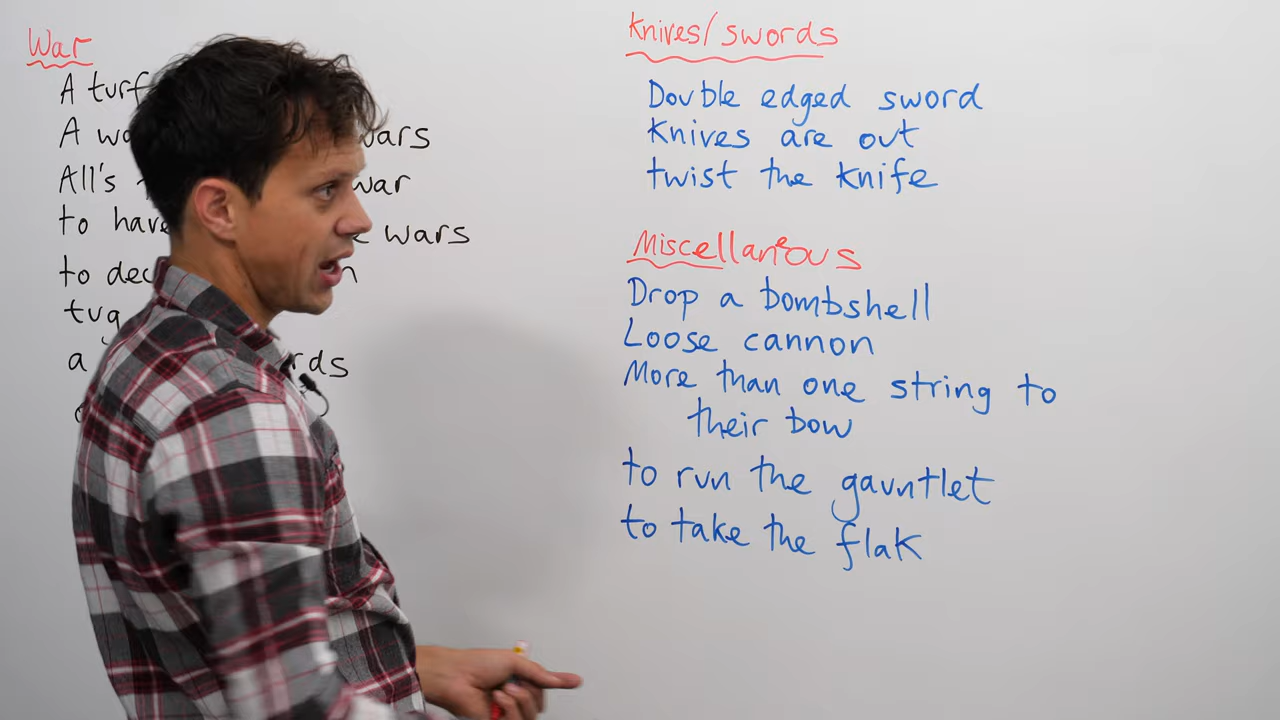 War
A turf
A wars
All's war
to have wars
to dec
tug
a
Knives/swords
Double edged sword
Knives are out
twist the knife
Miscellaneous
Drop a bombshell
Loose cannon
More than one string to
their bow
to run the gauntlet
to take the flak